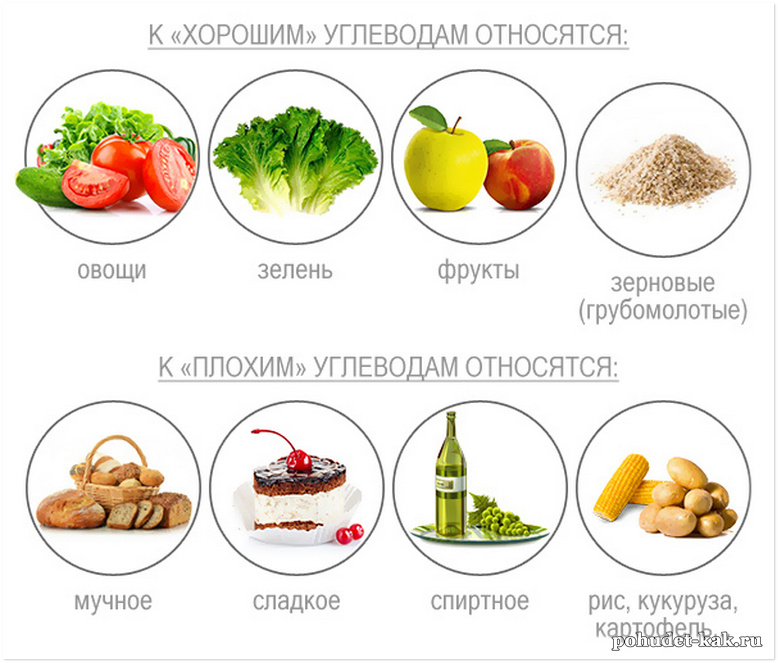 К «ХОРОШИМ» УГЛЕВОДАМ ОТНОСЯТСЯ:
овощи
зелень
фрукты
зерновые
(грубомолотые)
К «ПЛОХИМ» УГЛЕВОДАМ ОТНОСЯТСЯ:
мучное
сладкое
спиртное
рис, кукуруза,
картофель
pohudet-kak.ru